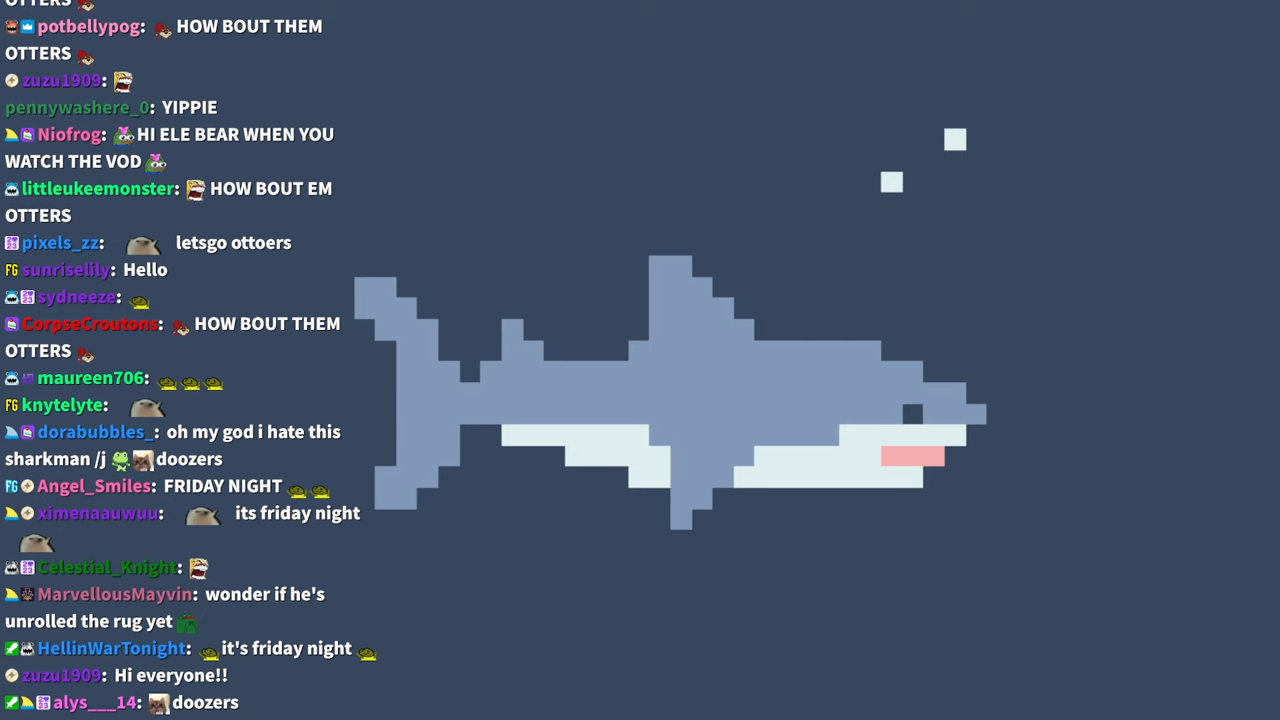 OTTERS
potbellypog: HOW BOUT THEM
OTTERS
zuzu1909:
pennywashere_0: YIPPIE
Niofrog: HI ELE BEAR WHEN YOU
WATCH THE VOD
littleukeemonster: HOW BOUT EM
OTTERS
pixels_zz: letsgo ottoers
FG sunriselily: Hello
sydneeze:
CorpseCroutons: HOW BOUT THEM
OTTERS
maureen706:
FG knytelyte:
dorabubbles_: oh my god i hate this
sharkman /j doozers
FG Angel_Smiles: FRIDAY NIGHT
ximenaauwuu: its friday night
Celestial_Knight:
MarvellousMayvin: wonder if he's
unrolled the rug yet
HellinWarTonight: it's friday night
zuzu1909: Hi everyone!!
alys___14: doozers